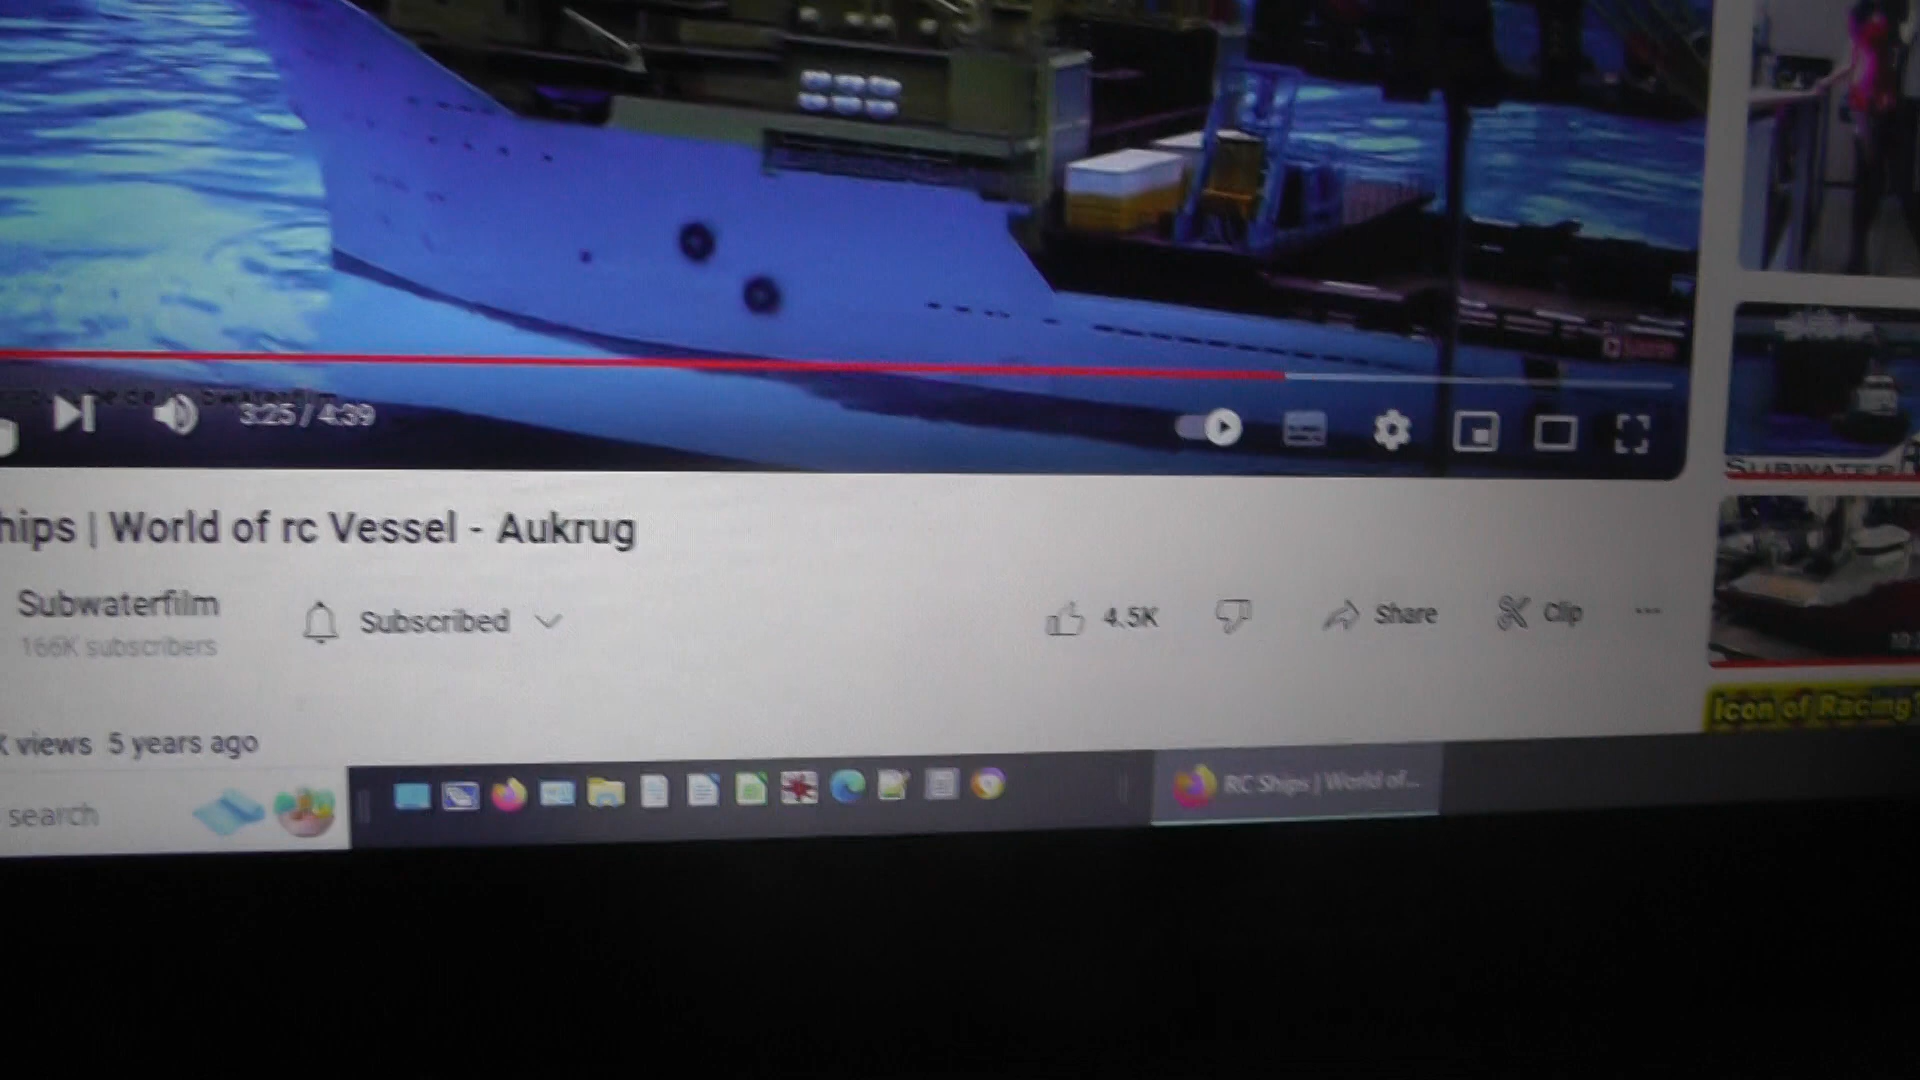 3:25 / 4:39
hips | World of rc Vessel - Aukrug
Subwaterfilm
166K subscribers
Subscribed
4.5K
Share
Clip
K views 5 years ago
search
RC Ships | World of...
SUBWATER
Icon of Racing